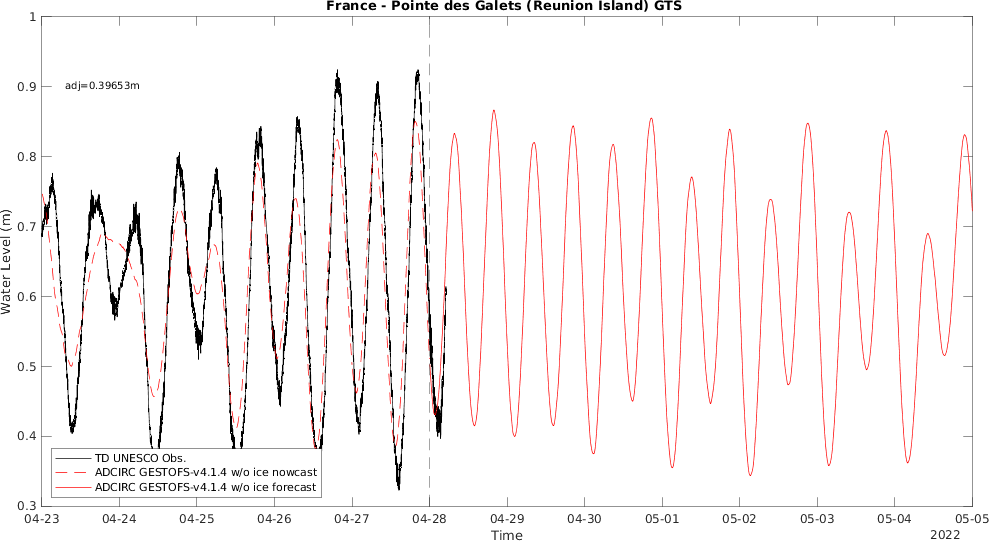 France - Pointe des Galets (Reunion Island) GTS
1
0.9
0.8
0.7
0.6
0.5
0.4
0.3
Water Level (m)
adj=0.39653m
TD UNESCO Obs.
ADCIRC GESTOFS-v4.1.4 w/o ice nowcast
ADCIRC GESTOFS-v4.1.4 w/o ice forecast
04-23 04-24 04-25 04-26 04-27 04-28 04-29 04-30 05-01 05-02 05-03 05-04 05-05
Time
2022